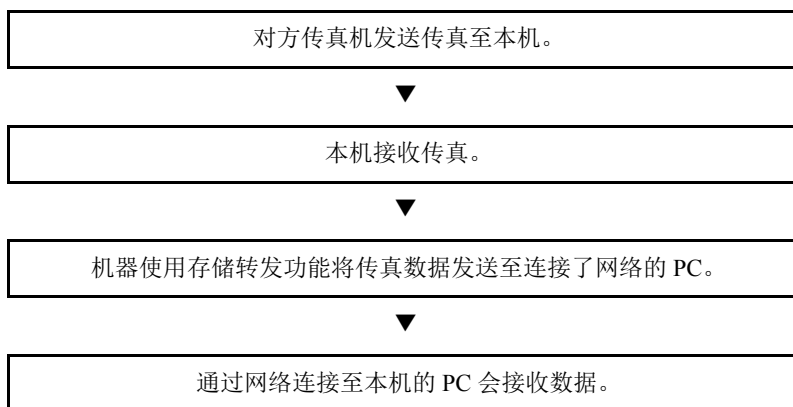 对方传真机发送传真至本机。
本机接收传真。
机器使用存储转发功能将传真数据发送至连接了网络的 PC。
通过网络连接至本机的 PC 会接收数据。